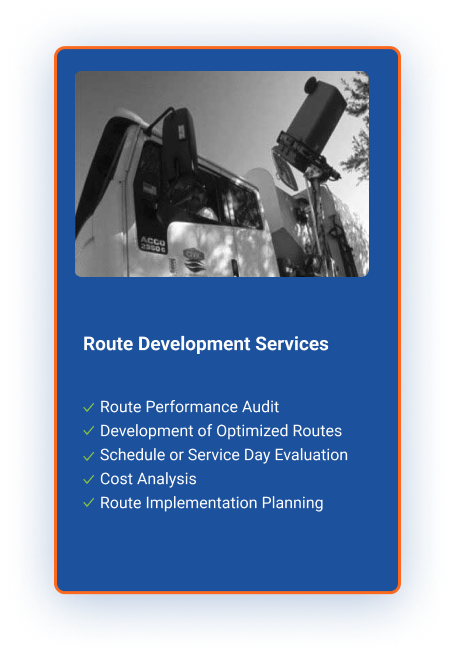 ACCO
Route Development Services
Route Performance Audit
Development of Optimized Routes
Schedule or Service Day Evaluation
Cost Analysis
Route Implementation Planning